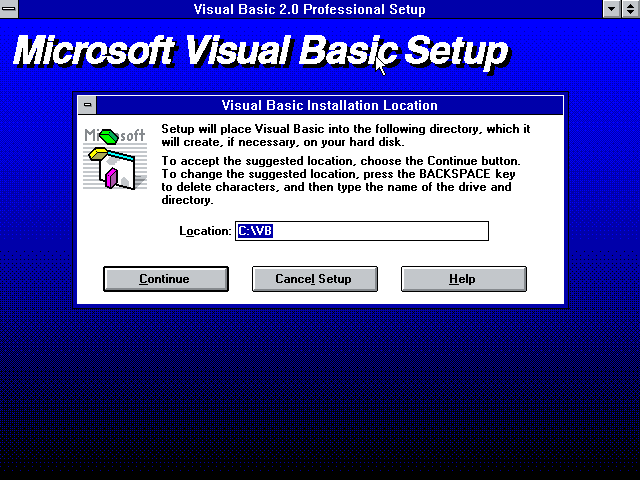 Visual Basic 2.0 Professional Setup
Microsoft Visual Basic Setup
Visual Basic Installation Location
Microsoft
Setup will place Visual Basic into the following directory, which it
will create, if necessary, on your hard disk.
To accept the suggested location, choose the Continue button.
To change the suggested location, press the BACKSPACE key
to delete characters, and then type the name of the drive and
directory.
Location: C:\VB
Continue Cancel Setup Help